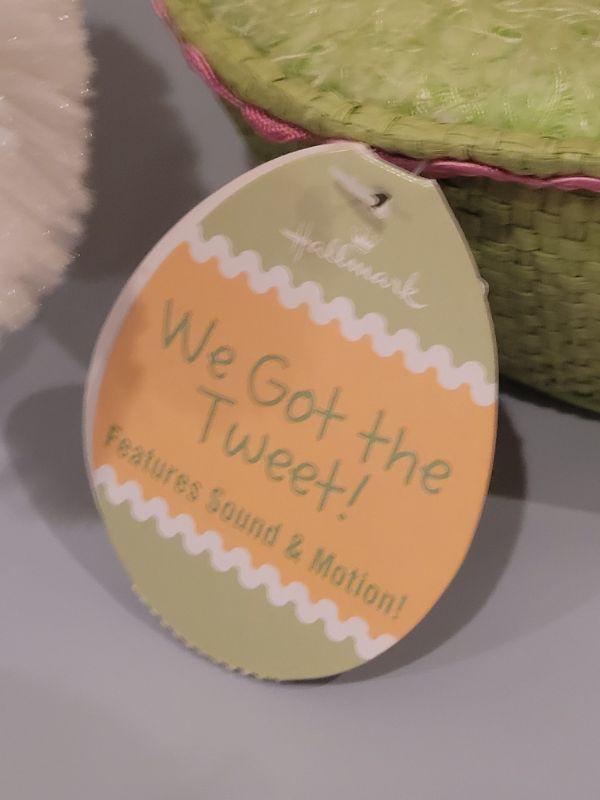 Hallmark
We Got the
Tweet!
Features Sound & Motion!